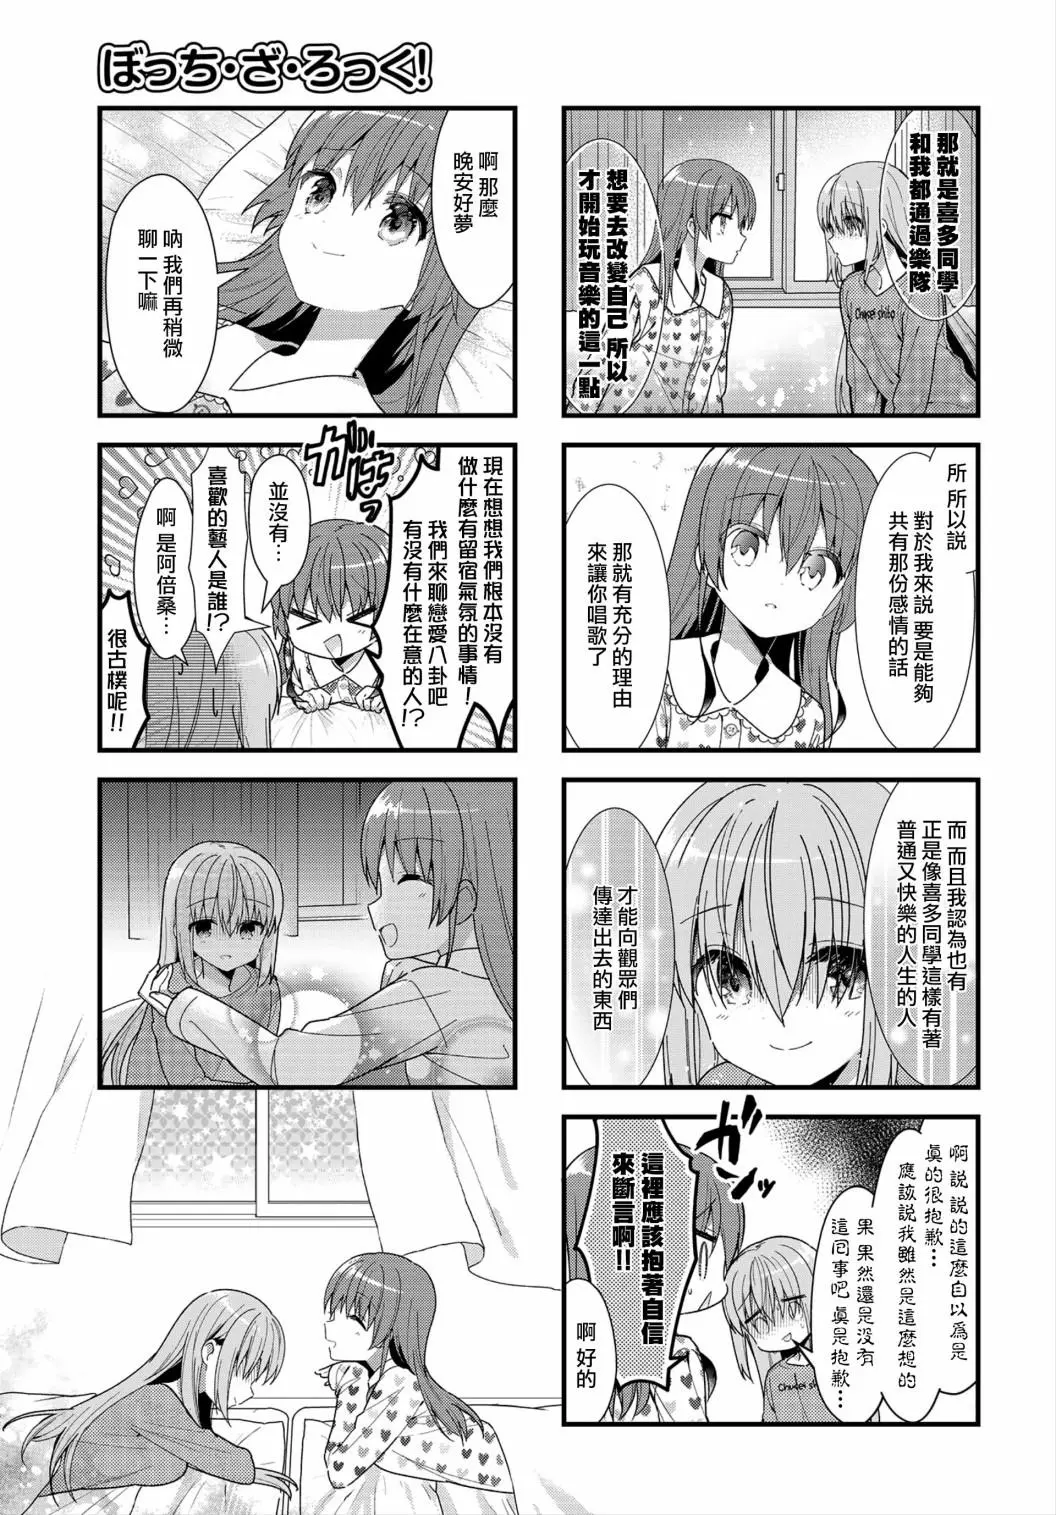 ぼっち・ざ・ろっく!
那就是喜多同學
和我都通過樂隊
想要去改變自己 所以
才開始玩音樂的這一點
Chukei shibo
所 所以說
對於我來說 要是能夠
共有那份感情的話
那就有充分的理由
來讓你唱歌了
而 而且我認為也有
正是像喜多同學這樣有著
普通又快樂的人生的人
才能向觀眾們
傳達出去的東西
啊 說 說的這麼自以為是
真的很抱歉…
應該說我雖然是這麼想的
果 果然還是沒有
這回事吧 真是抱歉…
這裡應該抱著自信
來斷言啊!!
啊 好的
啊 那麼
晚安好夢
吶 我們再稍微
聊一下嘛
ガばっ
現在想想我們根本沒有
做什麼有留宿氣氛的事情!
我們來聊戀愛八卦吧
有沒有什麼在意的人!?
並沒有…
喜歡的藝人是誰!?
啊 是阿倍桑…
很古樸呢!!